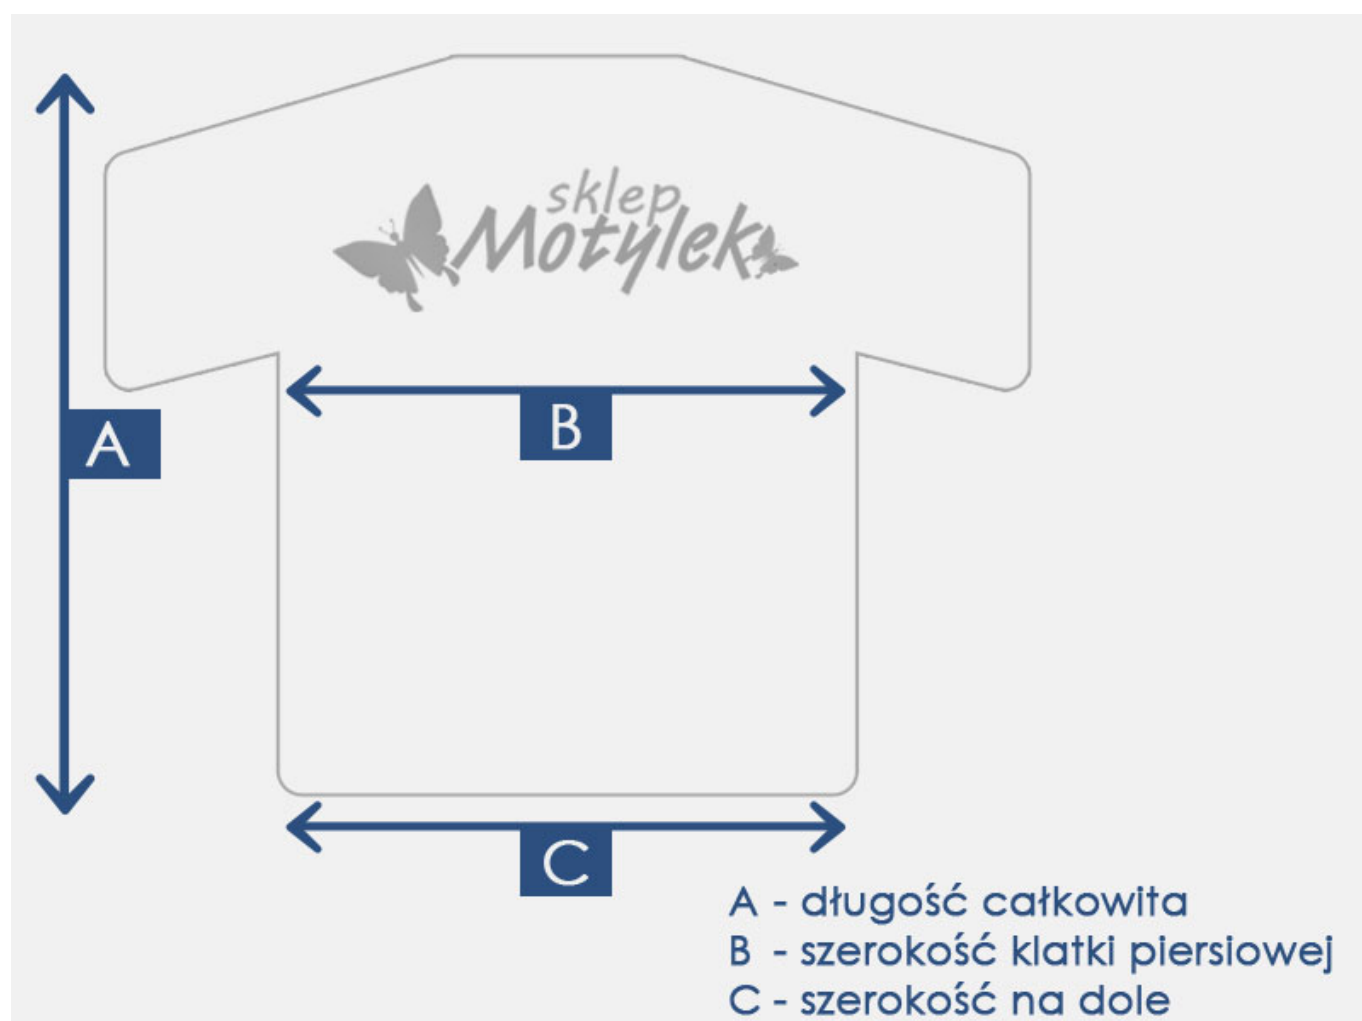 sklep
Motylek
A
B
C
A - długość całkowita
B - szerokość klatki piersiowej
C - szerokość na dole